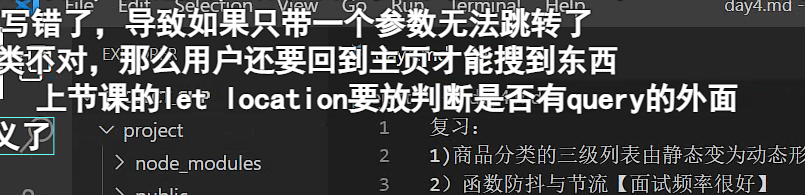 File Edit Selection View Go Run Terminal Help
day4.md -
写错了，导致如果只带一个参数无法跳转了
类不对，那么用户还要回到主页才能搜到东西
上节课的let location要放判断是否有query的外面
义了
project
node_modules
public
1 复习：
2 1)商品分类的三级列表由静态变为动态形
3 2）函数防抖与节流【面试频率很好】